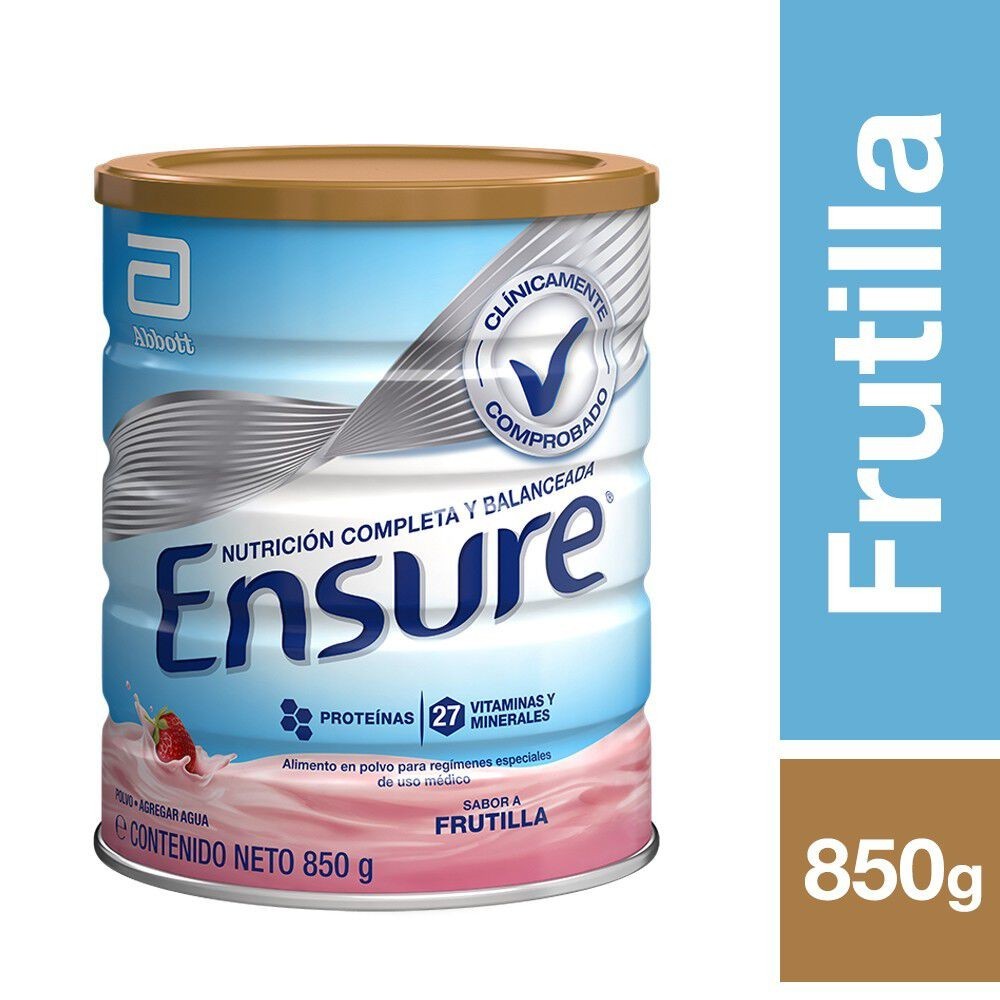 Abbott
CLÍNICAMENTE
COMPROBADO
NUTRICIÓN COMPLETA Y BALANCEADA
Ensure®
PROTEÍNAS
27 VITAMINAS Y
MINERALES
Alimento en polvo para regímenes especiales
de uso médico
POLVO • AGREGAR AGUA
SABOR A
FRUTILLA
℮ CONTENIDO NETO 850 g
Frutilla
850g